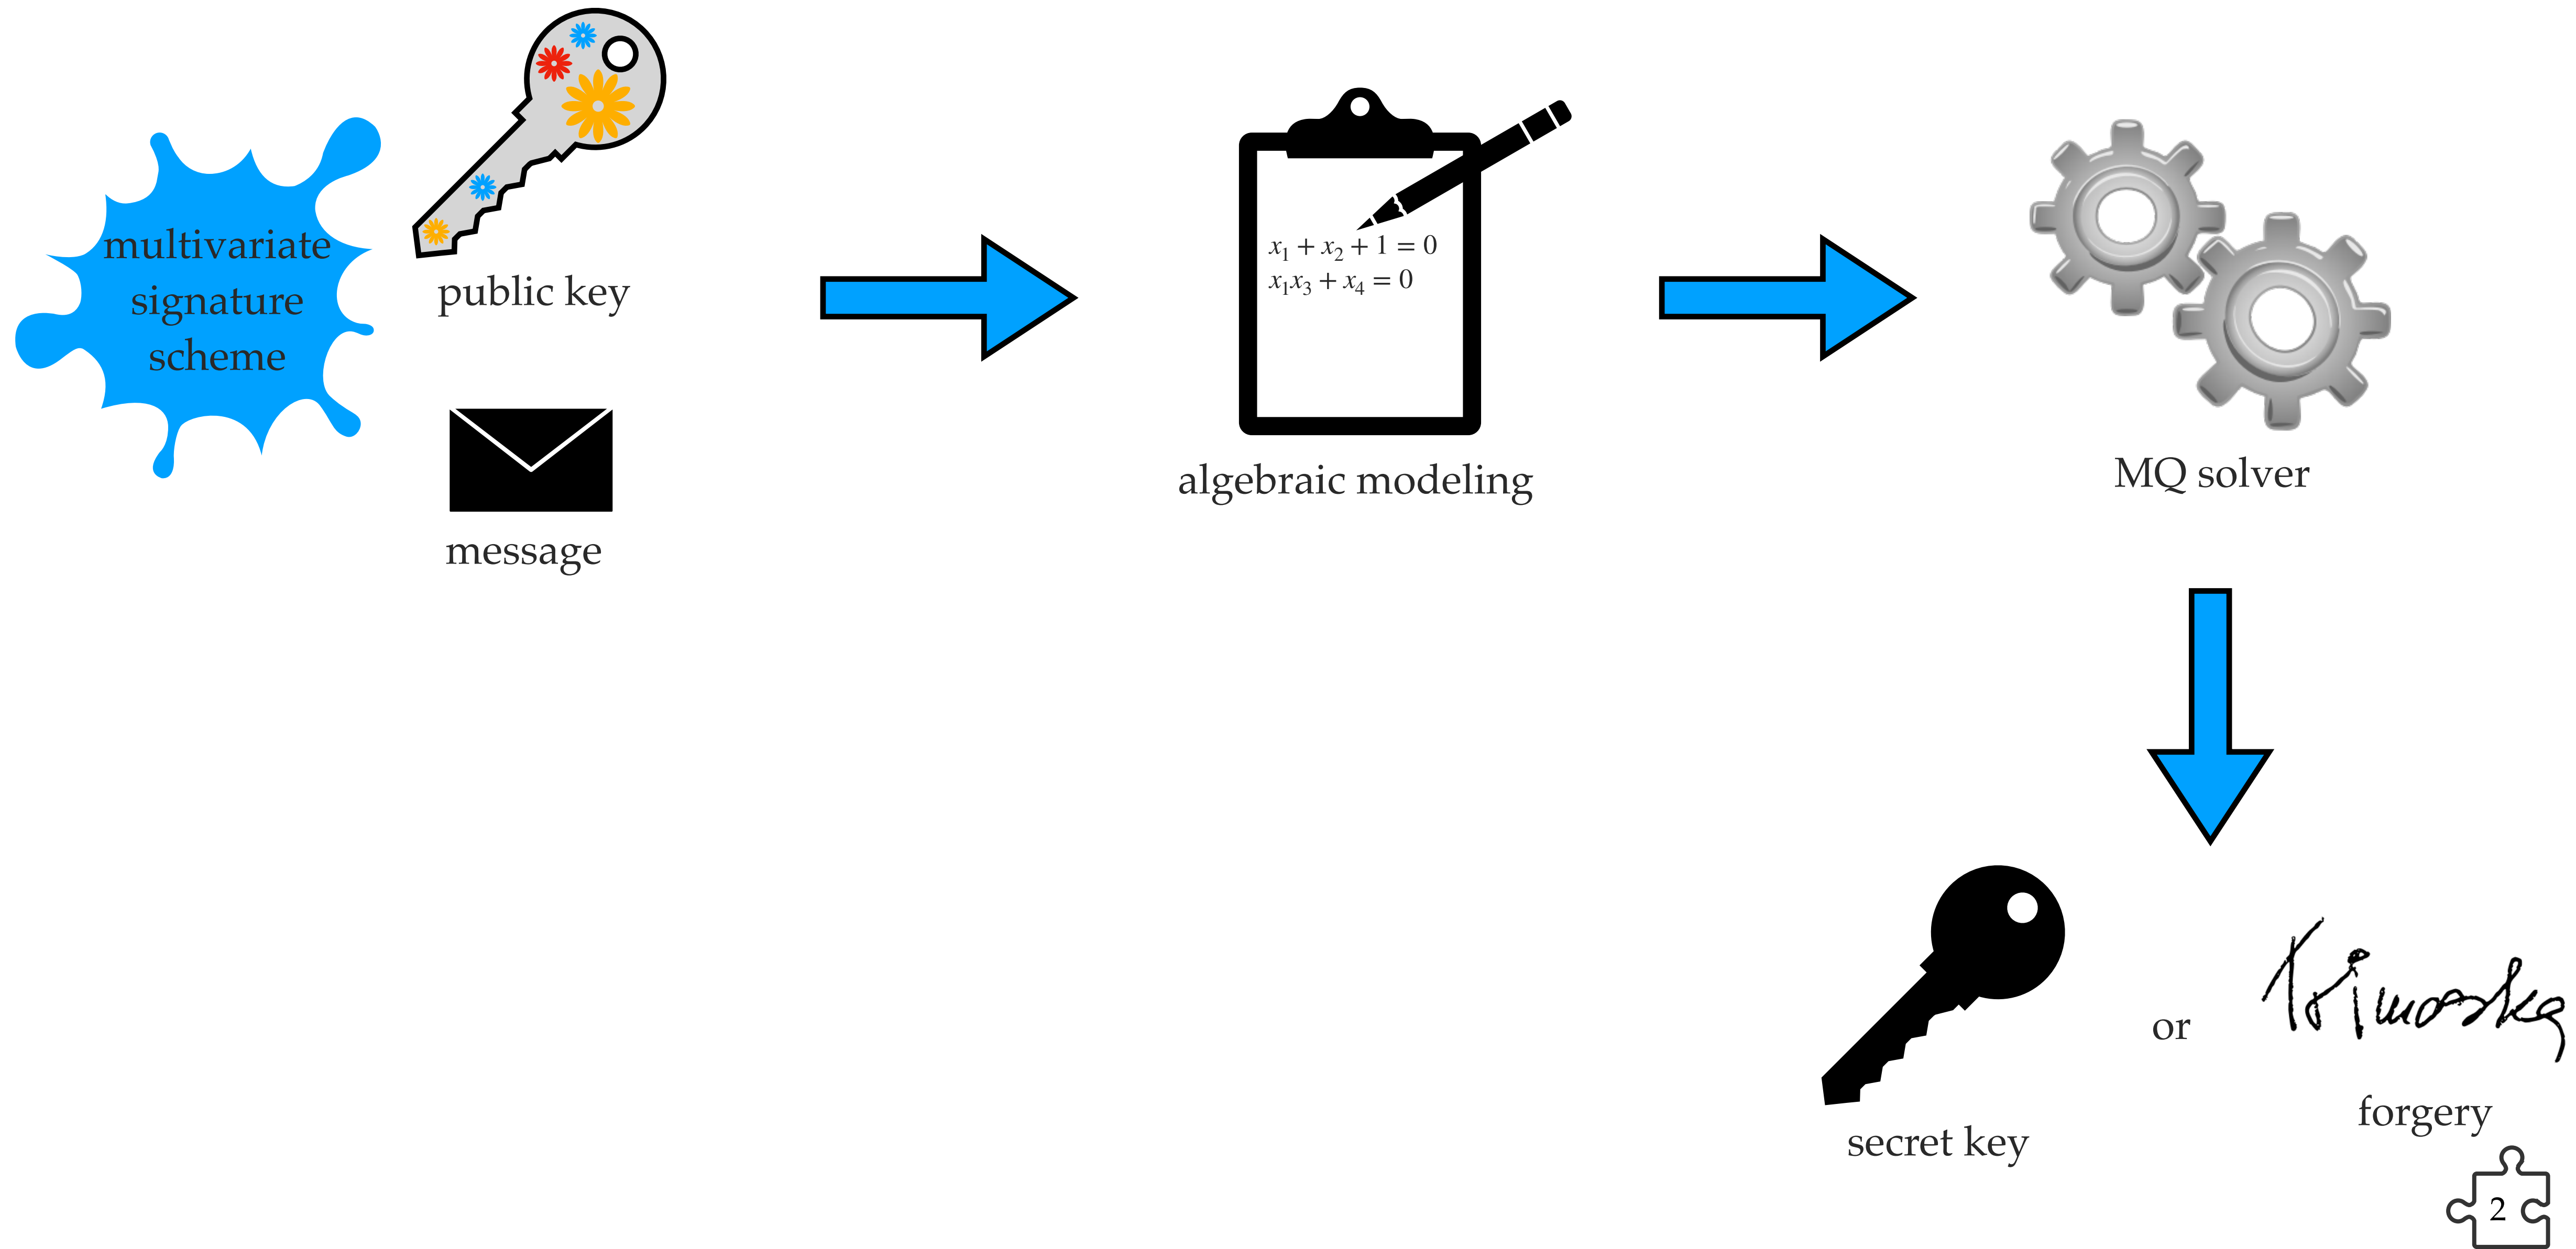 multivariate
signature
scheme
public key
message
x₁ + x₂ + 1 = 0
x₁x₃ + x₄ = 0
algebraic modeling
MQ solver
secret key
or
Trimoska
forgery
2